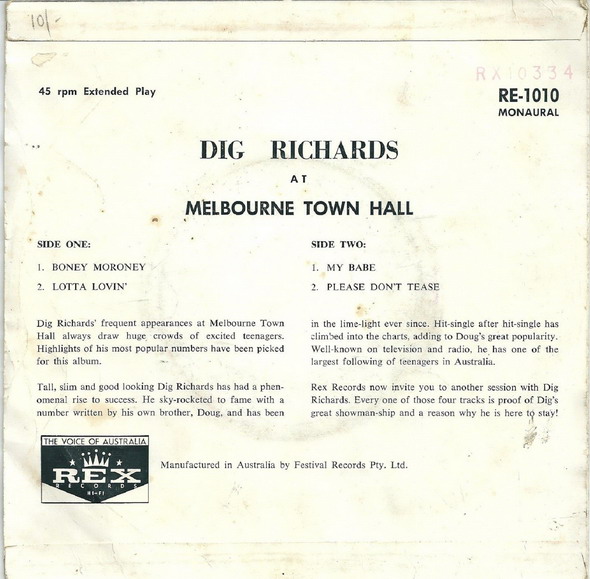 10/-
RX10334
45 rpm Extended Play
RE-1010
MONAURAL
DIG RICHARDS
AT
MELBOURNE TOWN HALL
SIDE ONE:
1. BONEY MORONEY
2. LOTTA LOVIN'
Dig Richards' frequent appearances at Melbourne Town
Hall always draw huge crowds of excited teenagers.
Highlights of his most popular numbers have been picked
for this album.
Tall, slim and good looking Dig Richards has had a phen-
omenal rise to success. He sky-rocketed to fame with a
number written by his own brother, Doug, and has been
SIDE TWO:
1. MY BABE
2. PLEASE DON'T TEASE
in the lime-light ever since. Hit-single after hit-single has
climbed into the charts, adding to Doug's great popularity.
Well-known on television and radio, he has one of the
largest following of teenagers in Australia.
Rex Records now invite you to another session with Dig
Richards. Every one of those four tracks is proof of Dig's
great showman-ship and a reason why he is here to stay!
THE VOICE OF AUSTRALIA
REX
RECORDS
HI-FI
Manufactured in Australia by Festival Records Pty. Ltd.